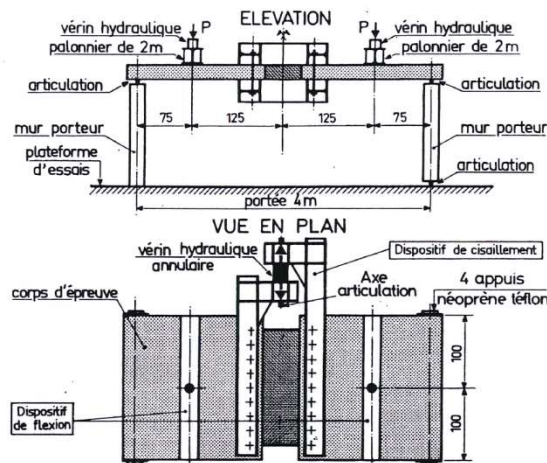 ELEVATION
vérin hydraulique
P
palonnier de 2m
P
vérin hydraulique
palonnier de 2m
articulation
articulation
75
125
125
75
mur porteur
mur porteur
plateforme
d'essais
articulation
portée 4m
VUE EN PLAN
vérin hydraulique
annulaire
Dispositif de cisaillement
Axe
articulation
4 appuis
néoprène téflon
corps d'épreuve
100
Dispositif
de flexion
100